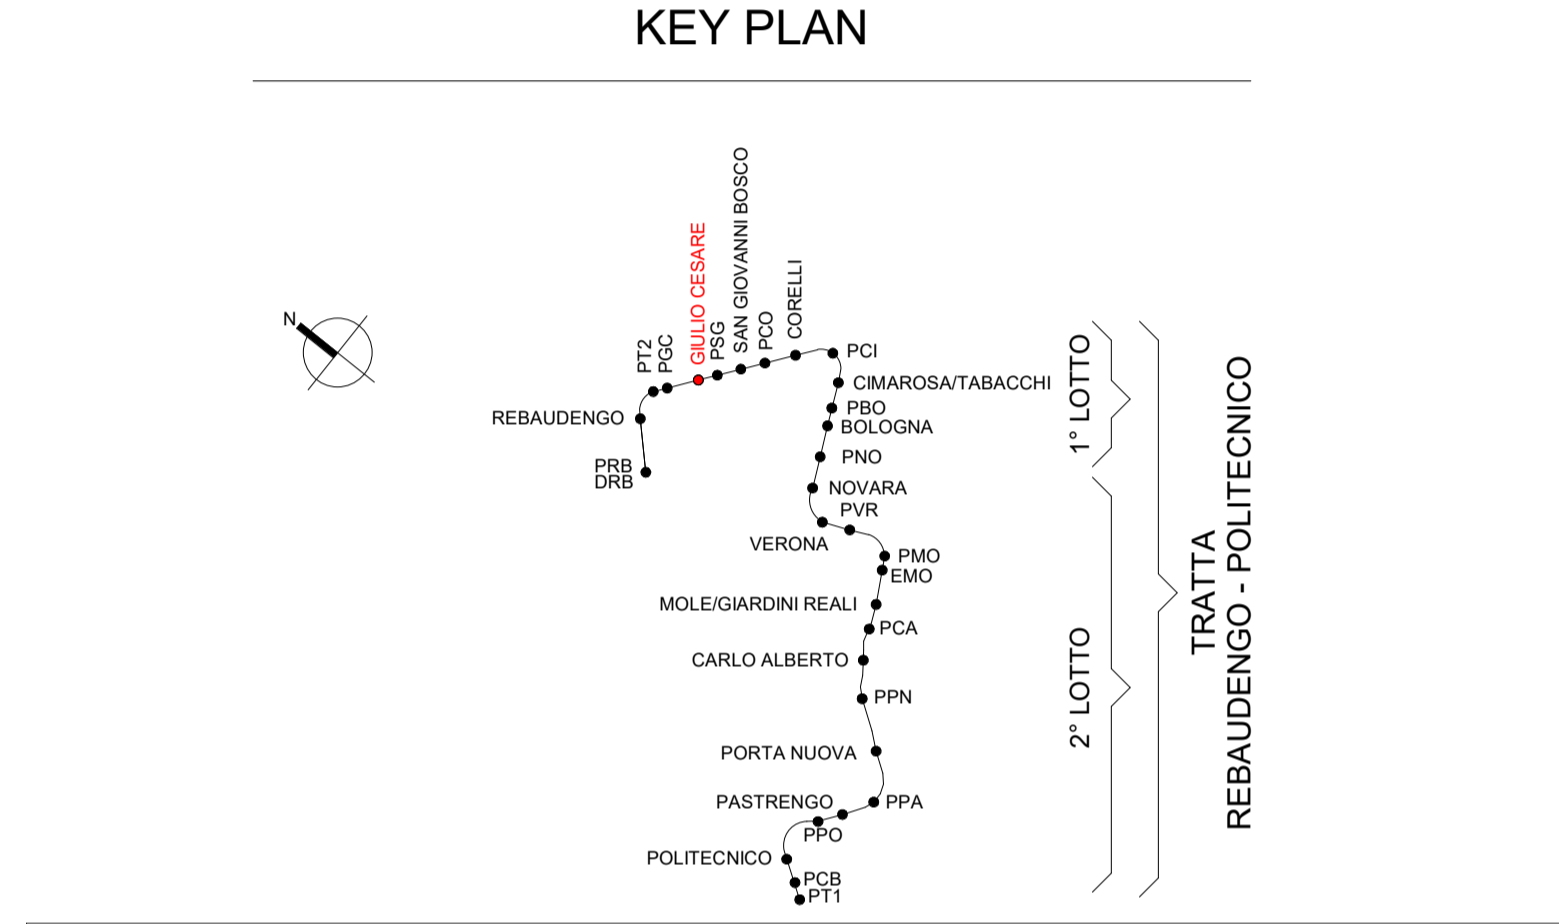 KEY PLAN
N
PT2
PGC
GIULIO CESARE
PSG
SAN GIOVANNI BOSCO
PCO
CORELLI
PCI
CIMAROSA/TABACCHI
REBAUDENGO
PBO
BOLOGNA
PRB
DRB
PNO
NOVARA
PVR
VERONA
PMO
EMO
MOLE/GIARDINI REALI
PCA
CARLO ALBERTO
PPN
PORTA NUOVA
PASTRENGO
PPA
PPO
POLITECNICO
PCB
PT1
1° LOTTO
2° LOTTO
TRATTA
REBAUDENGO - POLITECNICO